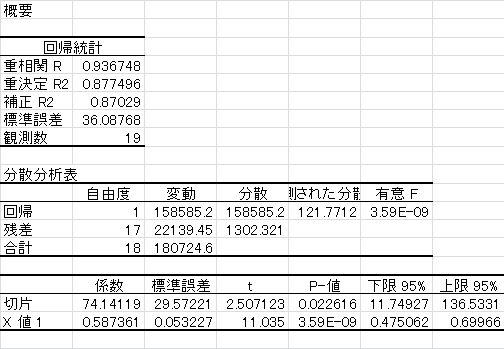 概要
回帰統計
重相関 R 0.936748
重決定 R2 0.877496
補正 R2 0.87029
標準誤差 36.08768
観測数 19
分散分析表
自由度 変動 分散 測された分散 有意 F
回帰 1 158585.2 158585.2 121.7712 3.59E-09
残差 17 22139.45 1302.321
合計 18 180724.6
係数 標準誤差 t P-値 下限 95% 上限 95%
切片 74.14119 29.57221 2.507123 0.022616 11.74927 136.5331
X 値 1 0.587361 0.053227 11.035 3.59E-09 0.475062 0.69966